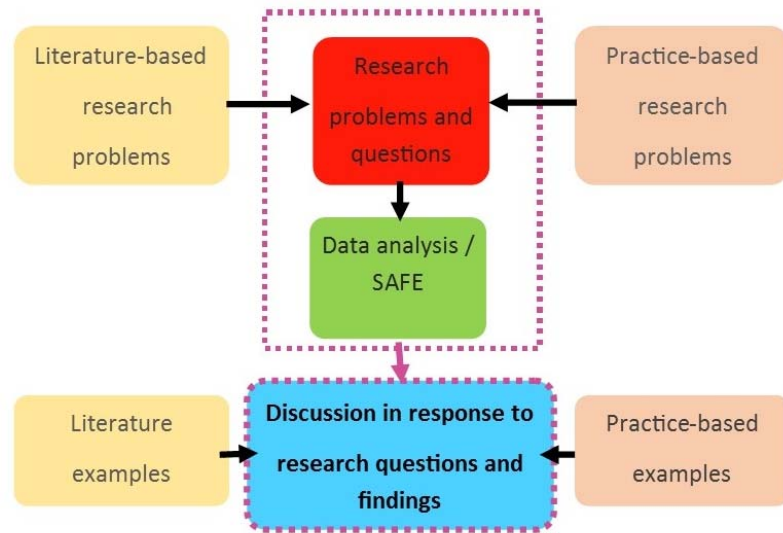 Literature-based
research
problems
Research
problems and
questions
Practice-based
research
problems
Data analysis /
SAFE
Literature
examples
Discussion in response to
research questions and
findings
Practice-based
examples